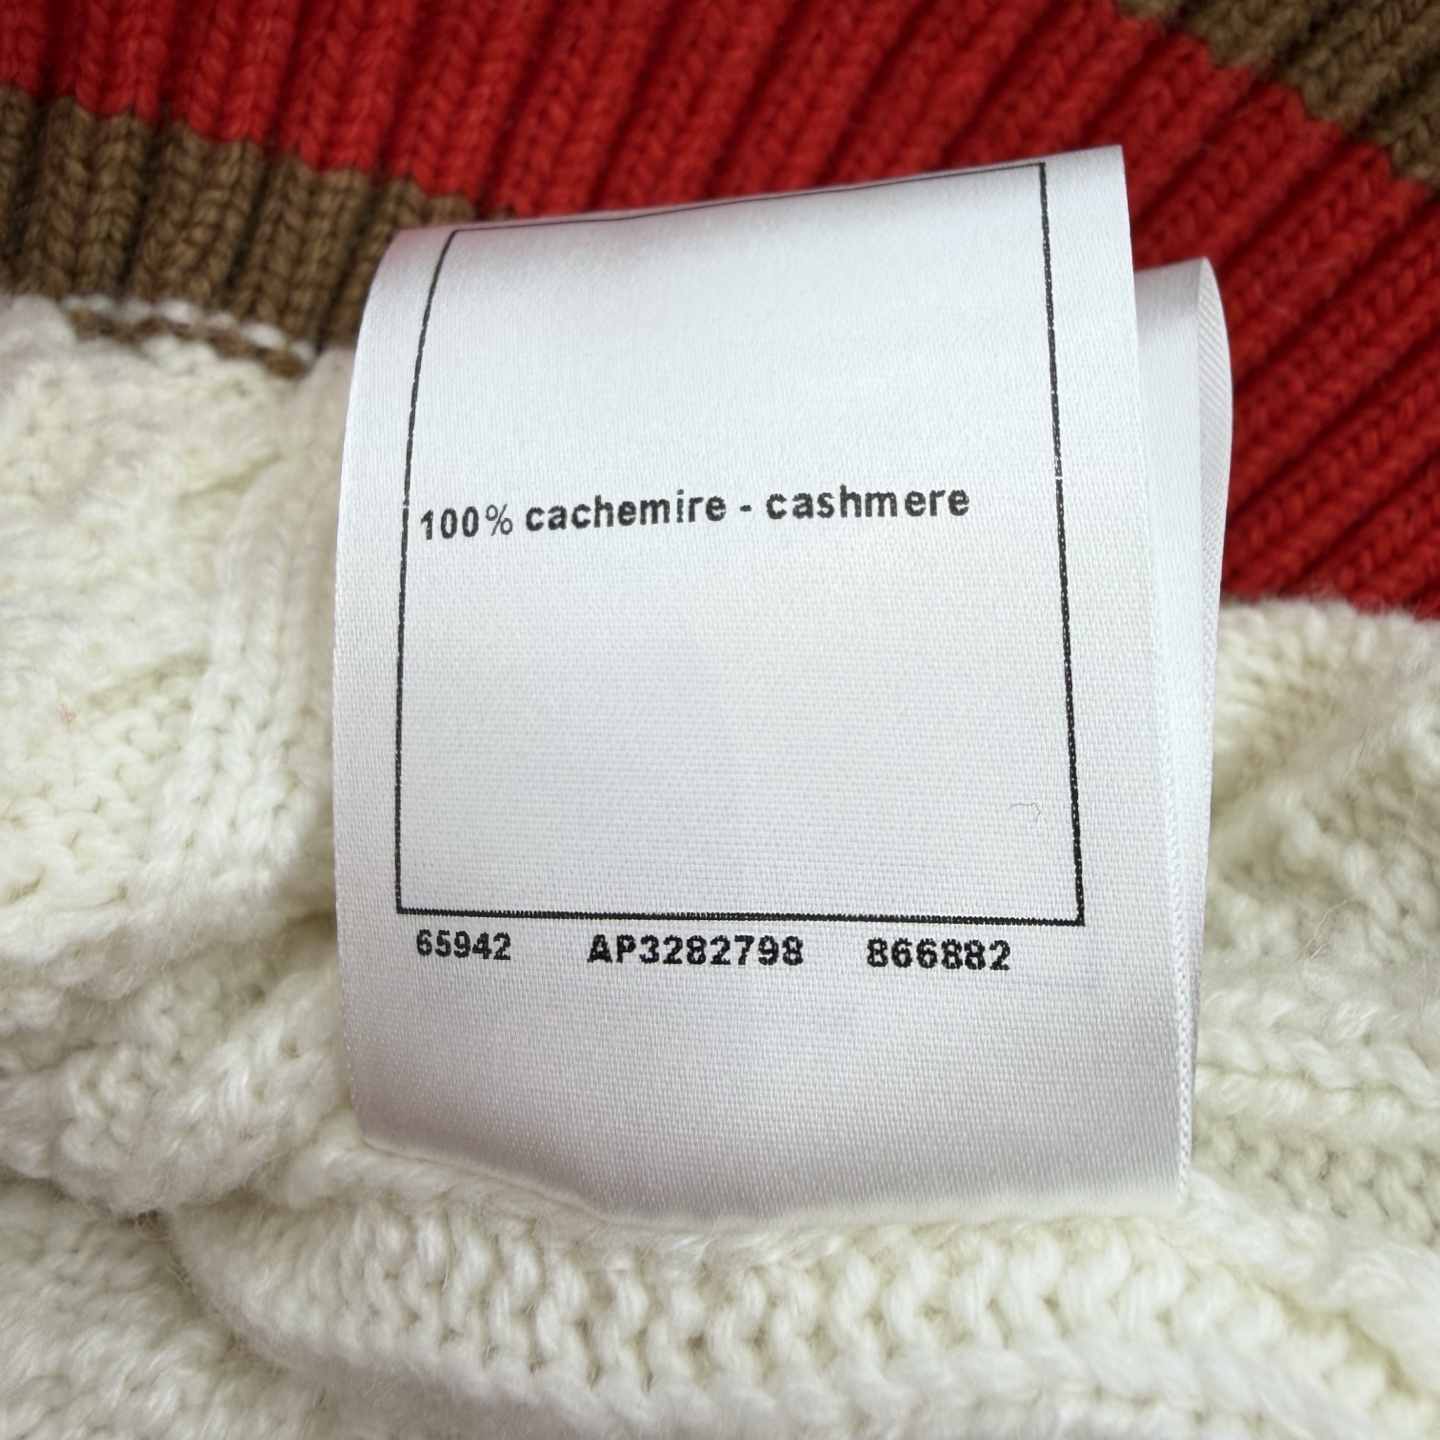 100% cachemire - cashmere
65942 AP3282798 866882